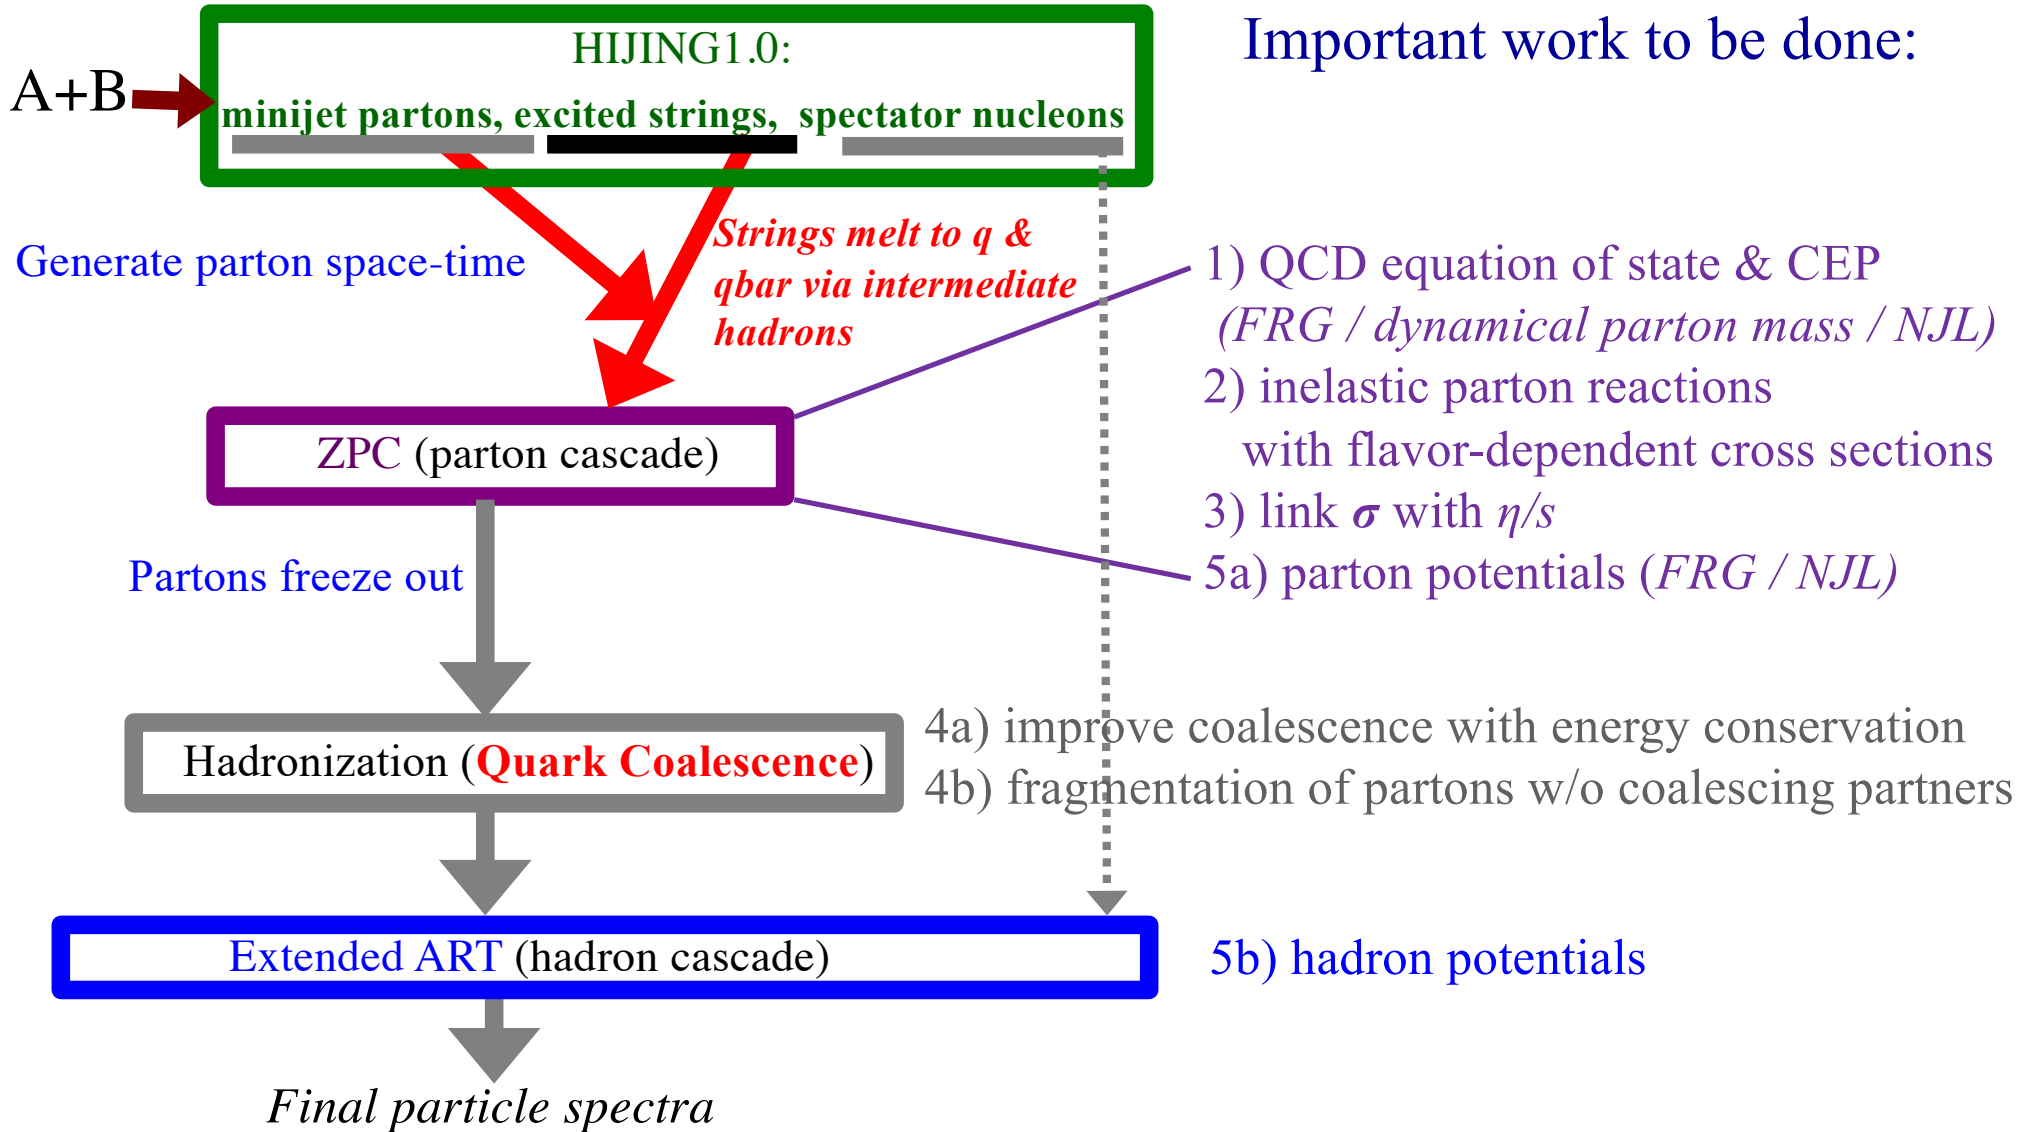 HIJING1.0:
A+B
minijet partons, excited strings, spectator nucleons
Important work to be done:
Generate parton space-time
Strings melt to q &
qbar via intermediate
hadrons
1) QCD equation of state & CEP
(FRG / dynamical parton mass / NJL)
2) inelastic parton reactions
with flavor-dependent cross sections
3) link σ with η/s
5a) parton potentials (FRG / NJL)
ZPC (parton cascade)
Partons freeze out
Hadronization (Quark Coalescence)
4a) improve coalescence with energy conservation
4b) fragmentation of partons w/o coalescing partners
Extended ART (hadron cascade)
5b) hadron potentials
Final particle spectra